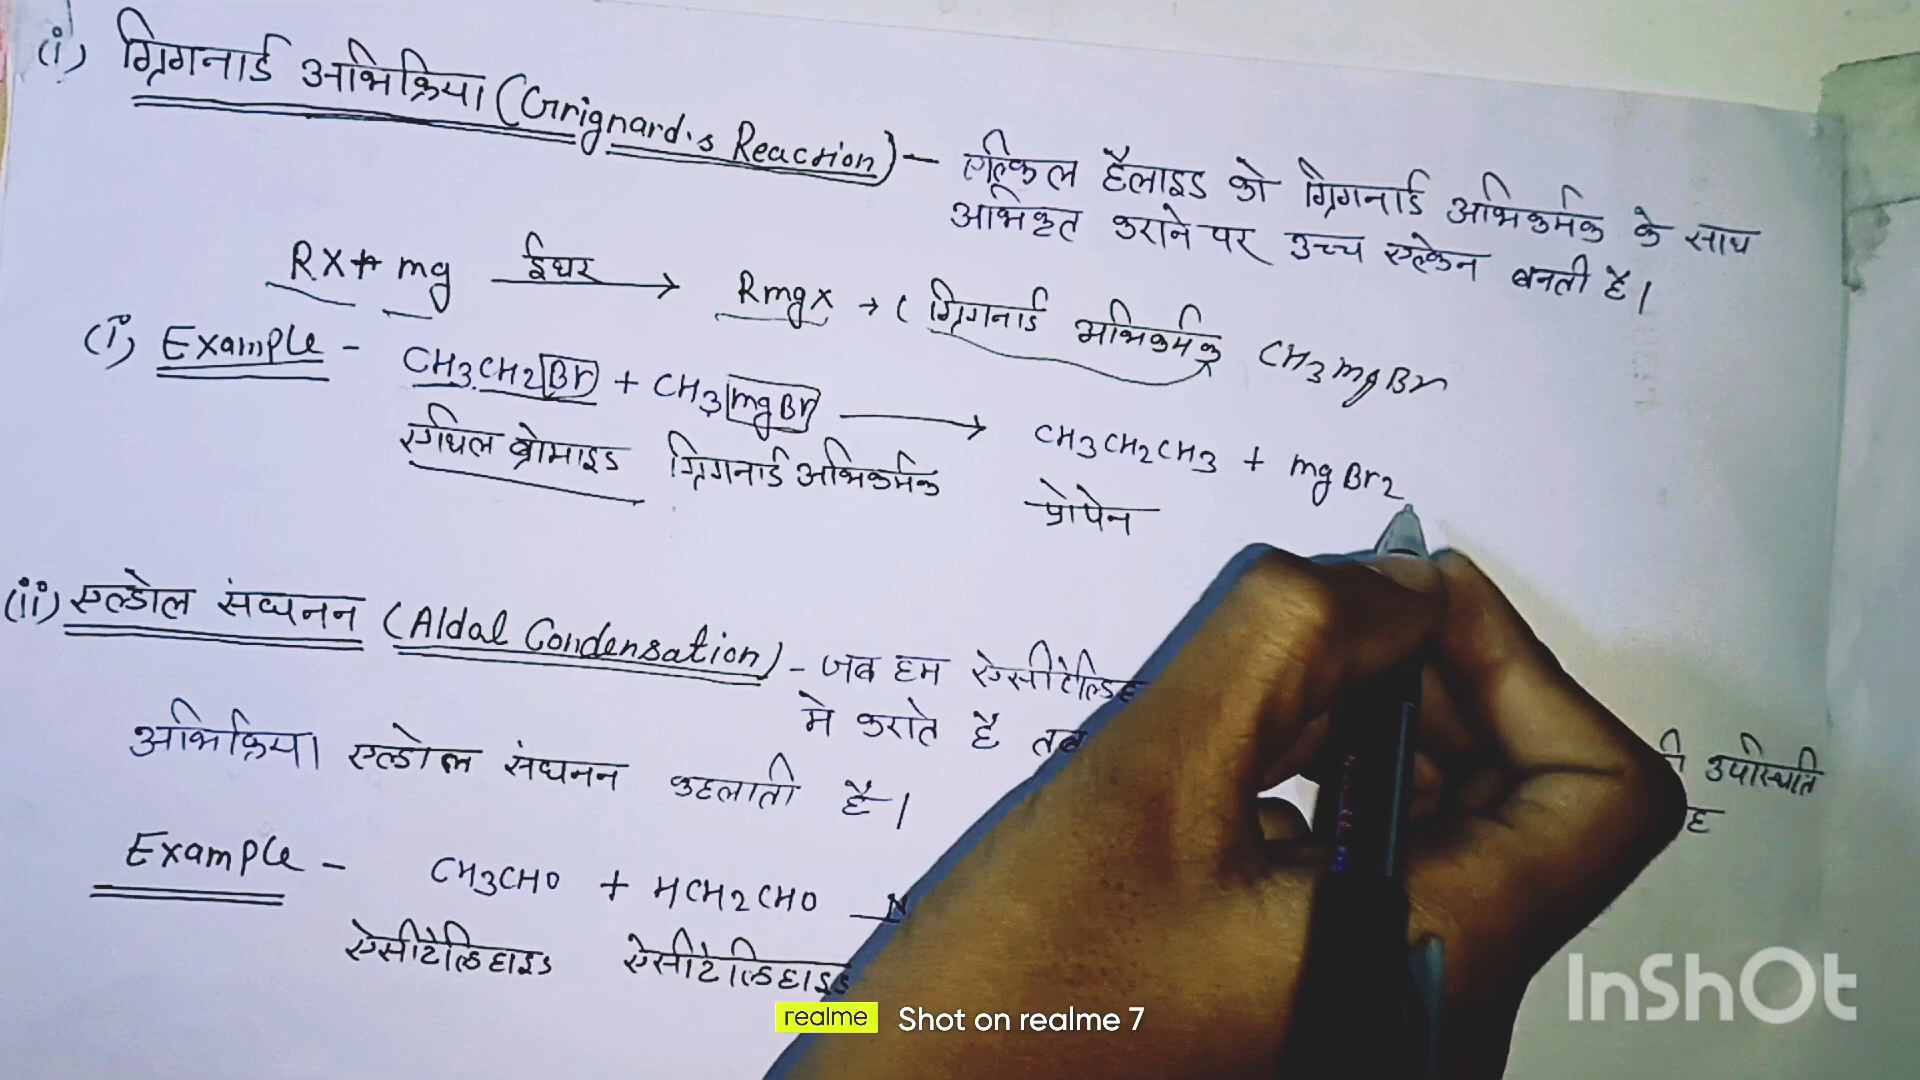 (i) ग्रिगनार्ड अभिक्रिया (Grignard's Reaction) – एल्किल हैलाइड को ग्रिगनार्ड अभिकर्मक के साथ
अभिकृत कराने पर उच्च एल्केन बनती है।
RX + mg ईथर → Rmgx → ( ग्रिगनार्ड अभिकर्मक CH3mgBr
(i) Example - CH3CH2Br + CH3mgBr → CH3CH2CH3 + mgBr2
एथिल ब्रोमाइड ग्रिगनार्ड अभिकर्मक प्रोपेन
(ii) एल्डोल संघनन (Aldal Condensation) - जब हम
मे कराते है तब उपस्थिति
अभिक्रिया एल्डोल संघनन कहलाती है।
Example - CH3CHO + HCH2CHO
ऐसीटैल्डिहाइड ऐसीटैल्डिहाइड
realme Shot on realme 7
InShOt